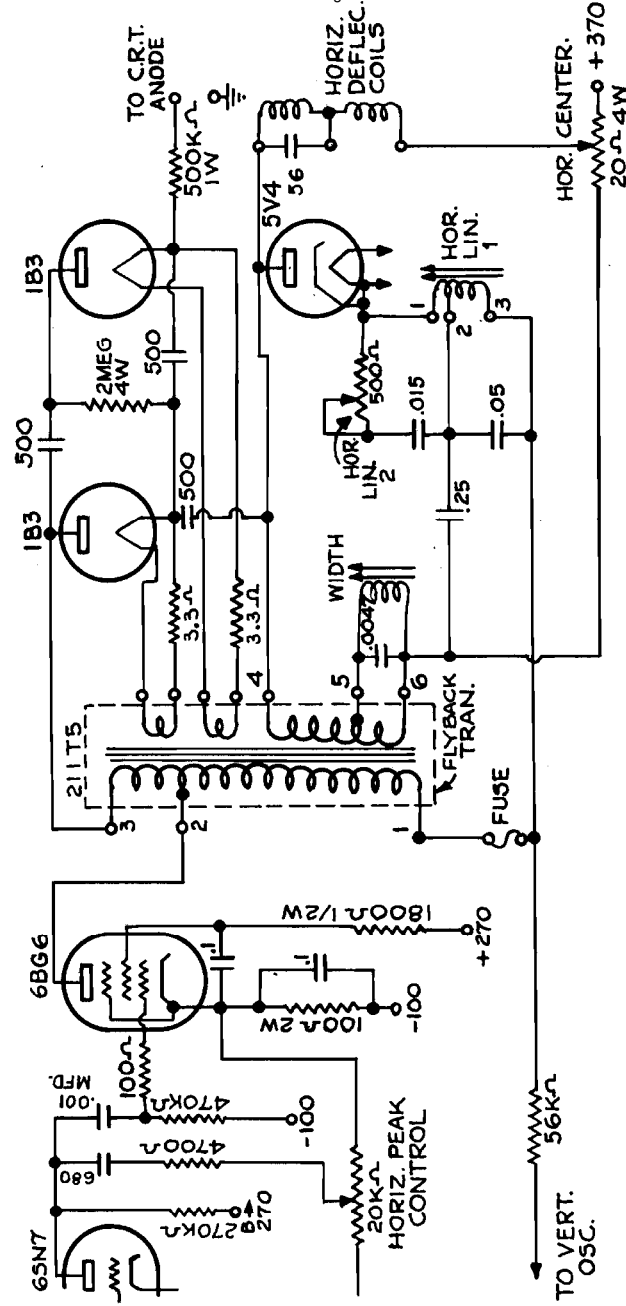 6SN7
270KΩ
B
270
680
4700Ω
.001
MFD.
470KΩ
-100
100Ω
20KΩ
HORIZ. PEAK
CONTROL
6BG6
.1
100Ω 2W
.1
-100
1800Ω 1/2W
+270
3
2
1
211T5
FLYBACK
TRAN.
FUSE
56KΩ
TO VERT.
OSC.
1B3
500
2MEG
4W
500
1B3
3.3Ω
3.3Ω
500
4
5
6
WIDTH
.0047
.25
HOR.
LIN.
2
500Ω
.015
.05
1
2
3
HOR.
LIN.
1
5V4
56
TO C.R.T.
ANODE
500KΩ
1W
HORIZ.
DEFLEC.
COILS
HOR. CENTER.
+370
20Ω 4W